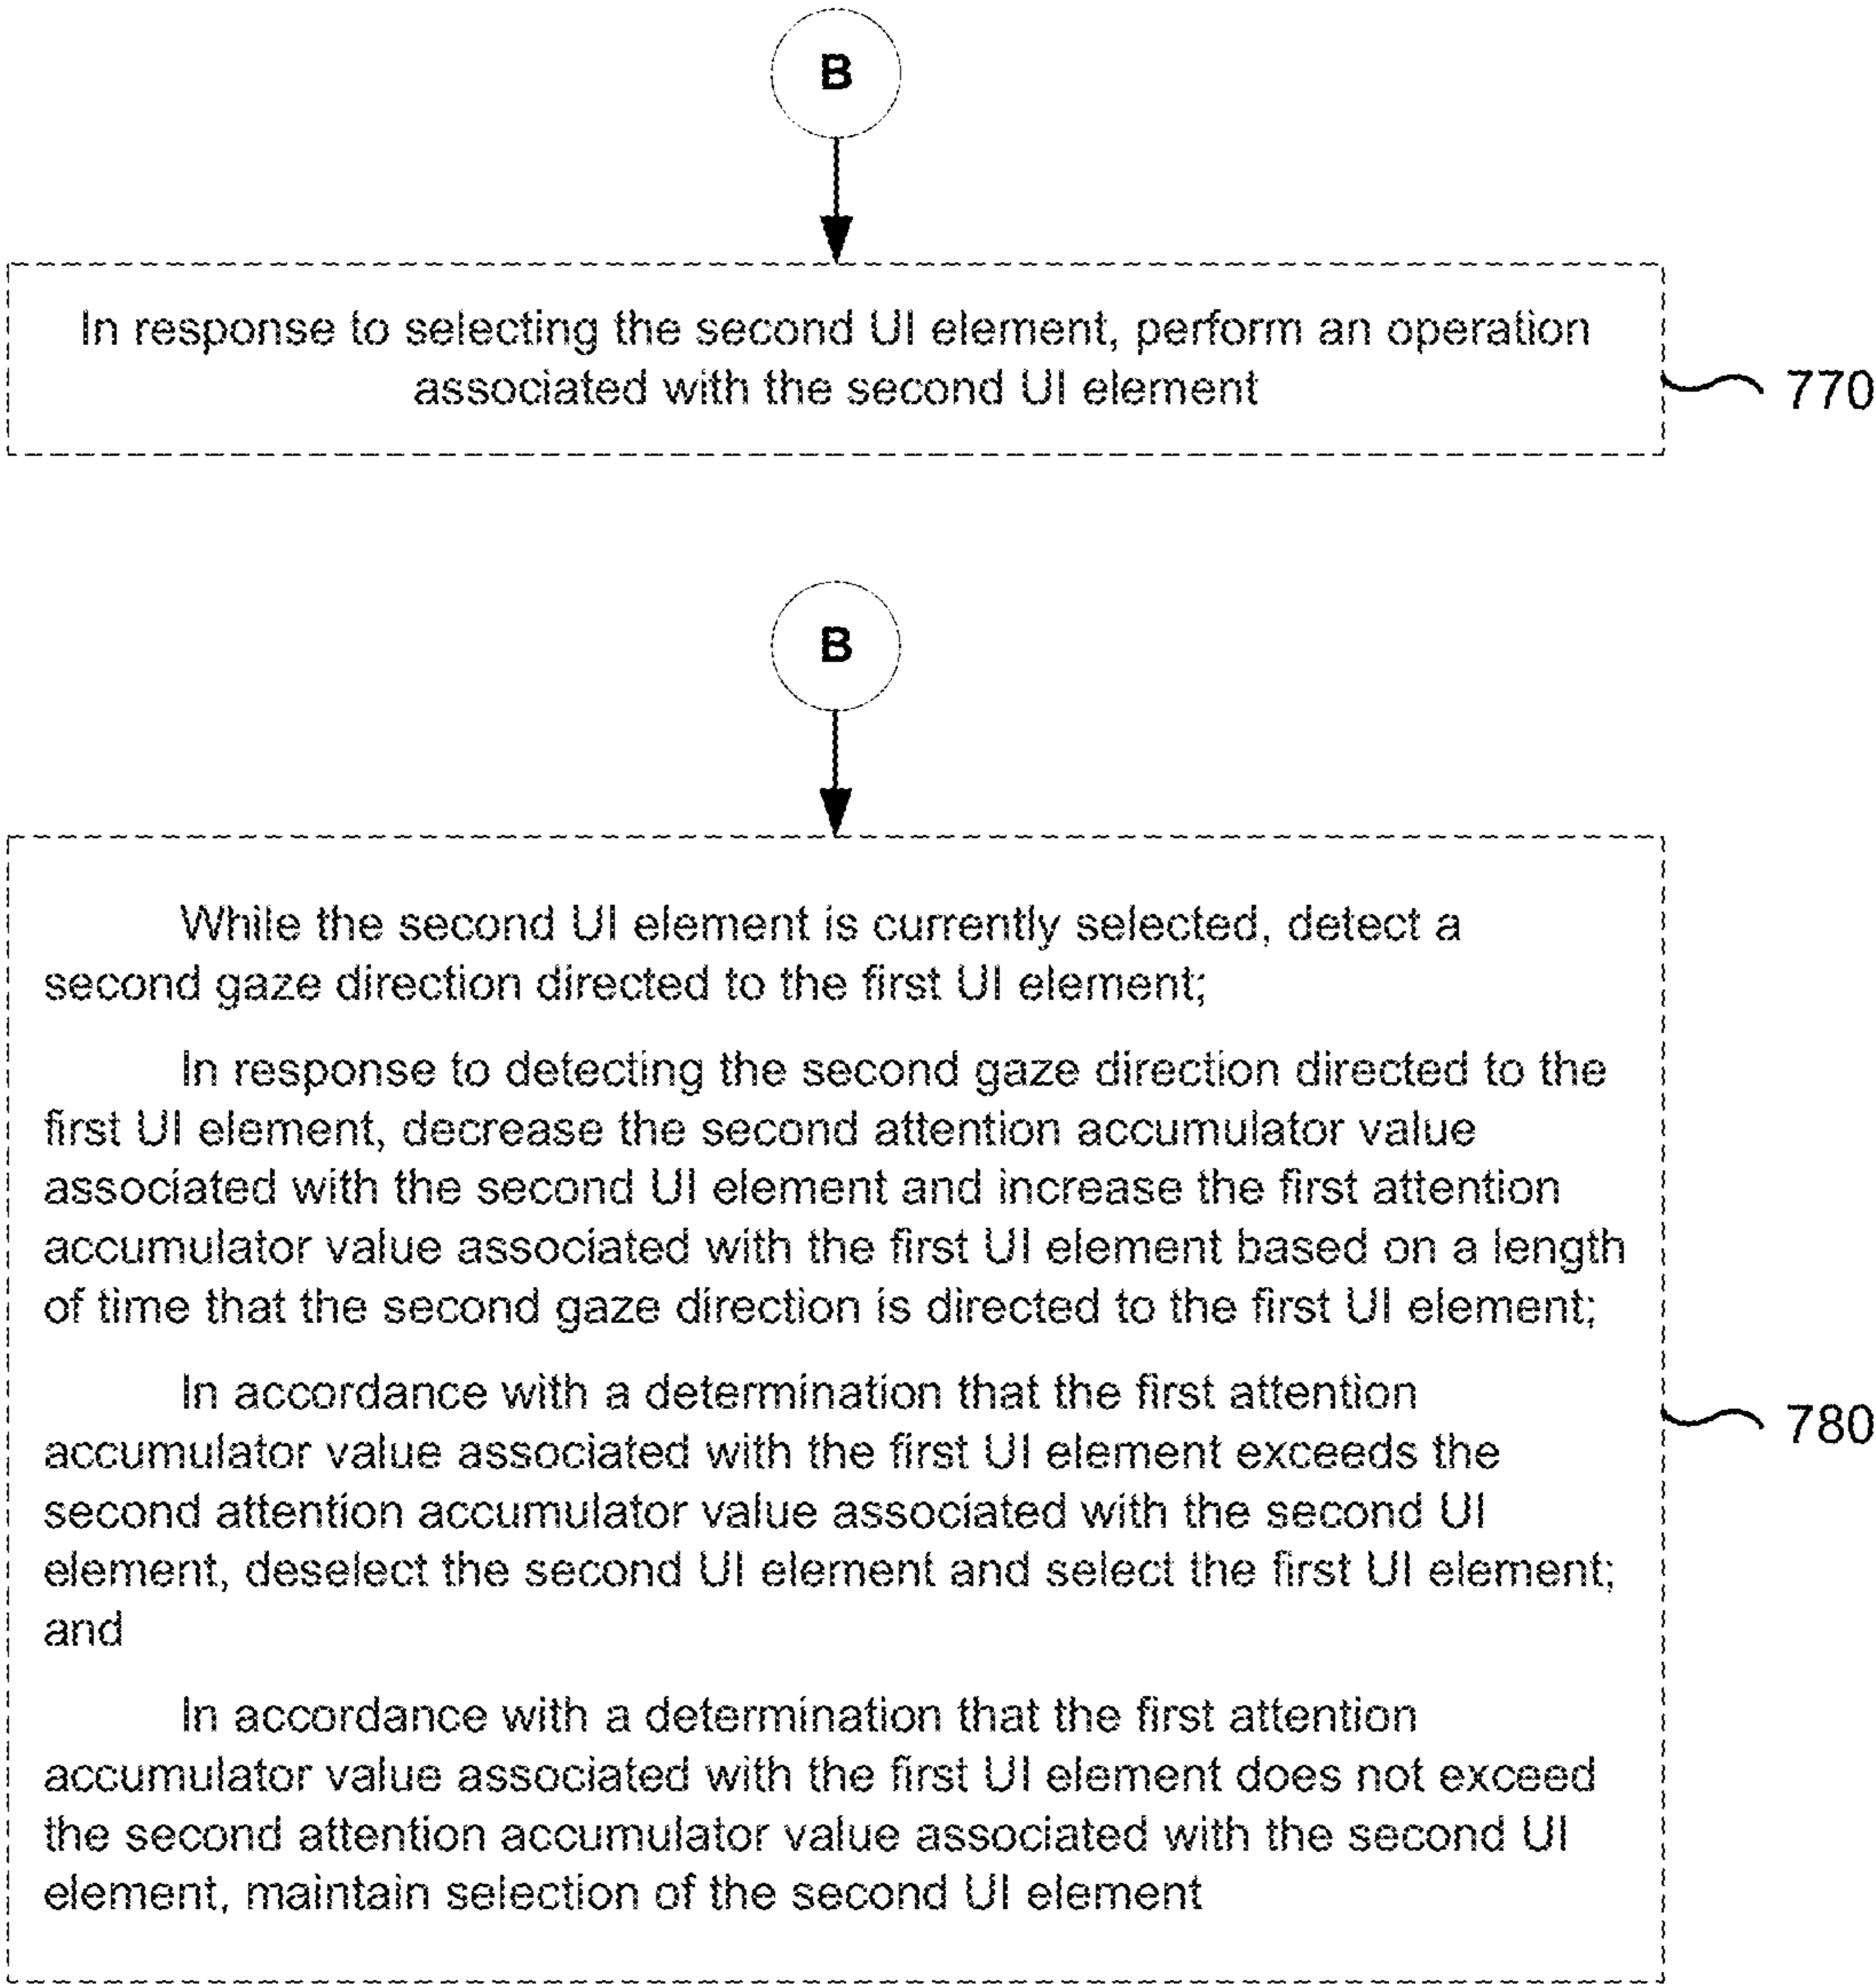 B
In response to selecting the second UI element, perform an operation
associated with the second UI element
770
B
While the second UI element is currently selected, detect a
second gaze direction directed to the first UI element;
In response to detecting the second gaze direction directed to the
first UI element, decrease the second attention accumulator value
associated with the second UI element and increase the first attention
accumulator value associated with the first UI element based on a length
of time that the second gaze direction is directed to the first UI element;
In accordance with a determination that the first attention
accumulator value associated with the first UI element exceeds the
second attention accumulator value associated with the second UI
element, deselect the second UI element and select the first UI element;
and
In accordance with a determination that the first attention
accumulator value associated with the first UI element does not exceed
the second attention accumulator value associated with the second UI
element, maintain selection of the second UI element
780